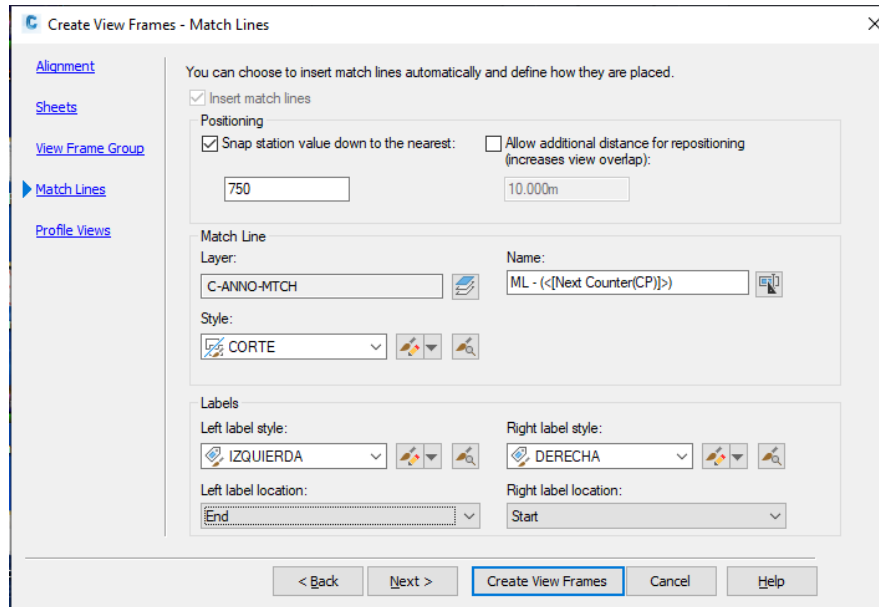 Create View Frames - Match Lines
Alignment
Sheets
View Frame Group
Match Lines
Profile Views
You can choose to insert match lines automatically and define how they are placed.
Insert match lines
Positioning
Snap station value down to the nearest:
750
Allow additional distance for repositioning
(increases view overlap):
10.000m
Match Line
Layer:
C-ANNO-MTCH
Name:
ML - (<[Next Counter(CP)]>)
Style:
CORTE
Labels
Left label style:
IZQUIERDA
Right label style:
DERECHA
Left label location:
End
Right label location:
Start
< Back
Next >
Create View Frames
Cancel
Help